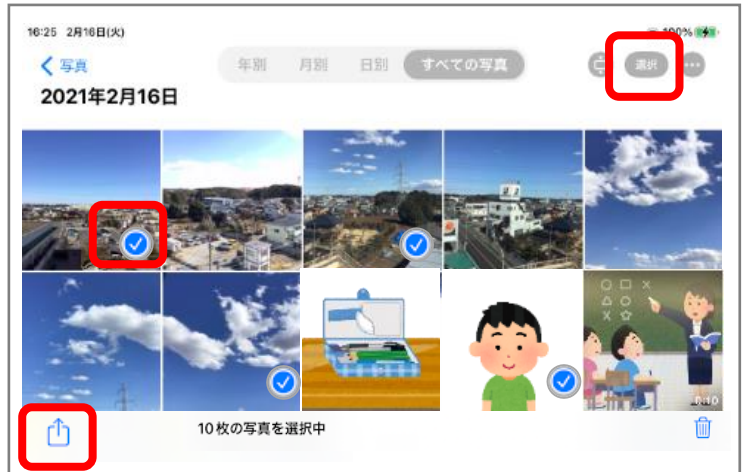 16:25 2月16日(火)
100%
写真
年別 月別 日別 すべての写真
選択
2021年2月16日
0:10
10枚の写真を選択中